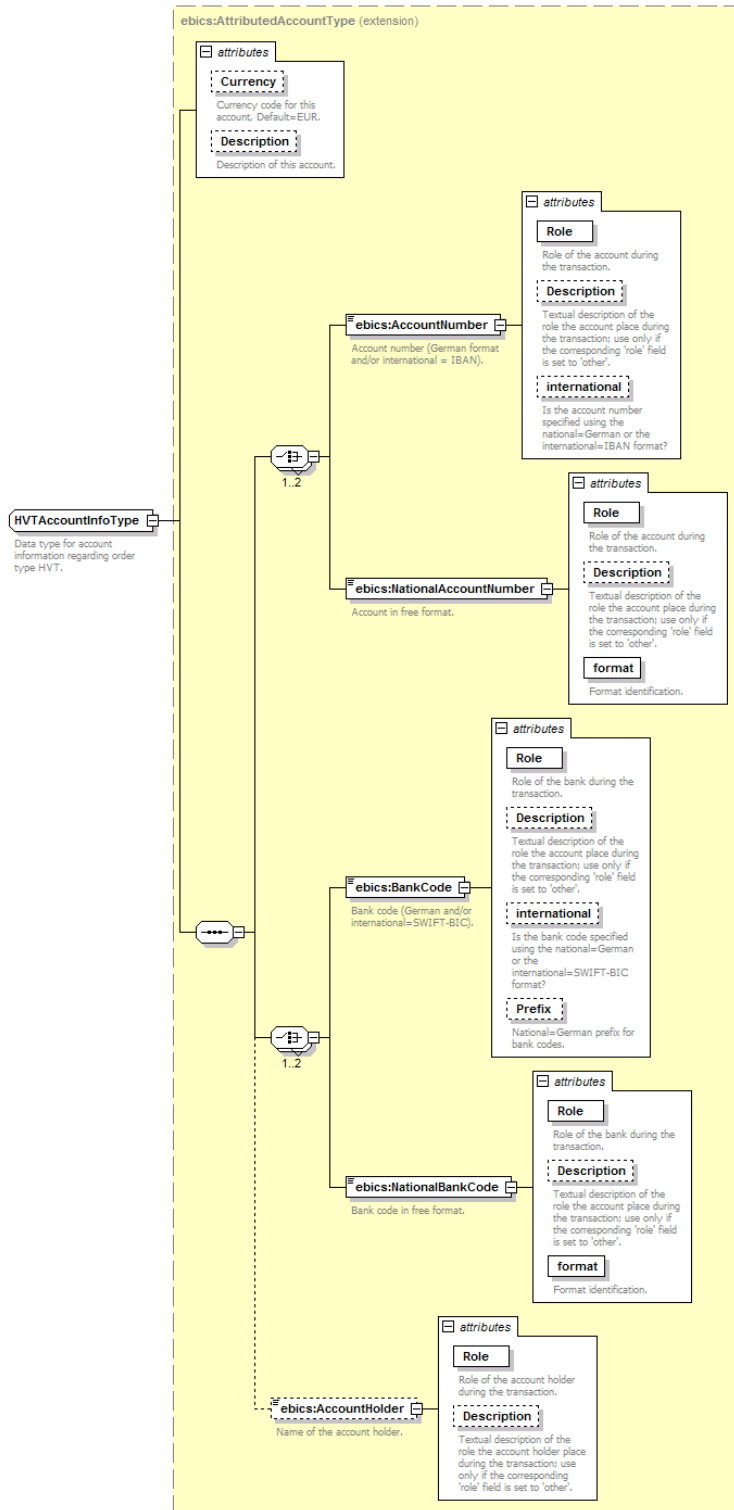 ebics:AttributedAccountType (extension)
attributes
Currency
Currency code for this
account, Default=EUR.
Description
Description of this account.
HVTAccountInfoType
Data type for account
information regarding order
type HVT.
1..2
ebics:AccountNumber
Account number (German format
and/or international = IBAN).
attributes
Role
Role of the account during
the transaction.
Description
Textual description of the
role the account place during
the transaction; use only if
the corresponding 'role' field
is set to 'other'.
international
Is the account number
specified using the
national=German or the
international=IBAN format?
ebics:NationalAccountNumber
Account in free format.
attributes
Role
Role of the account during
the transaction.
Description
Textual description of the
role the account place during
the transaction; use only if
the corresponding 'role' field
is set to 'other'.
format
Format identification.
1..2
ebics:BankCode
Bank code (German and/or
international=SWIFT-BIC).
attributes
Role
Role of the bank during the
transaction.
Description
Textual description of the
role the account place during
the transaction; use only if
the corresponding 'role' field
is set to 'other'.
international
Is the bank code specified
using the national=German
or the
international=SWIFT-BIC
format?
Prefix
National=German prefix for
bank codes.
ebics:NationalBankCode
Bank code in free format.
attributes
Role
Role of the bank during the
transaction.
Description
Textual description of the
role the account place during
the transaction; use only if
the corresponding 'role' field
is set to 'other'.
format
Format identification.
ebics:AccountHolder
Name of the account holder.
attributes
Role
Role of the account holder
during the transaction.
Description
Textual description of the
role the account holder place
during the transaction; use
only if the corresponding
'role' field is set to 'other'.